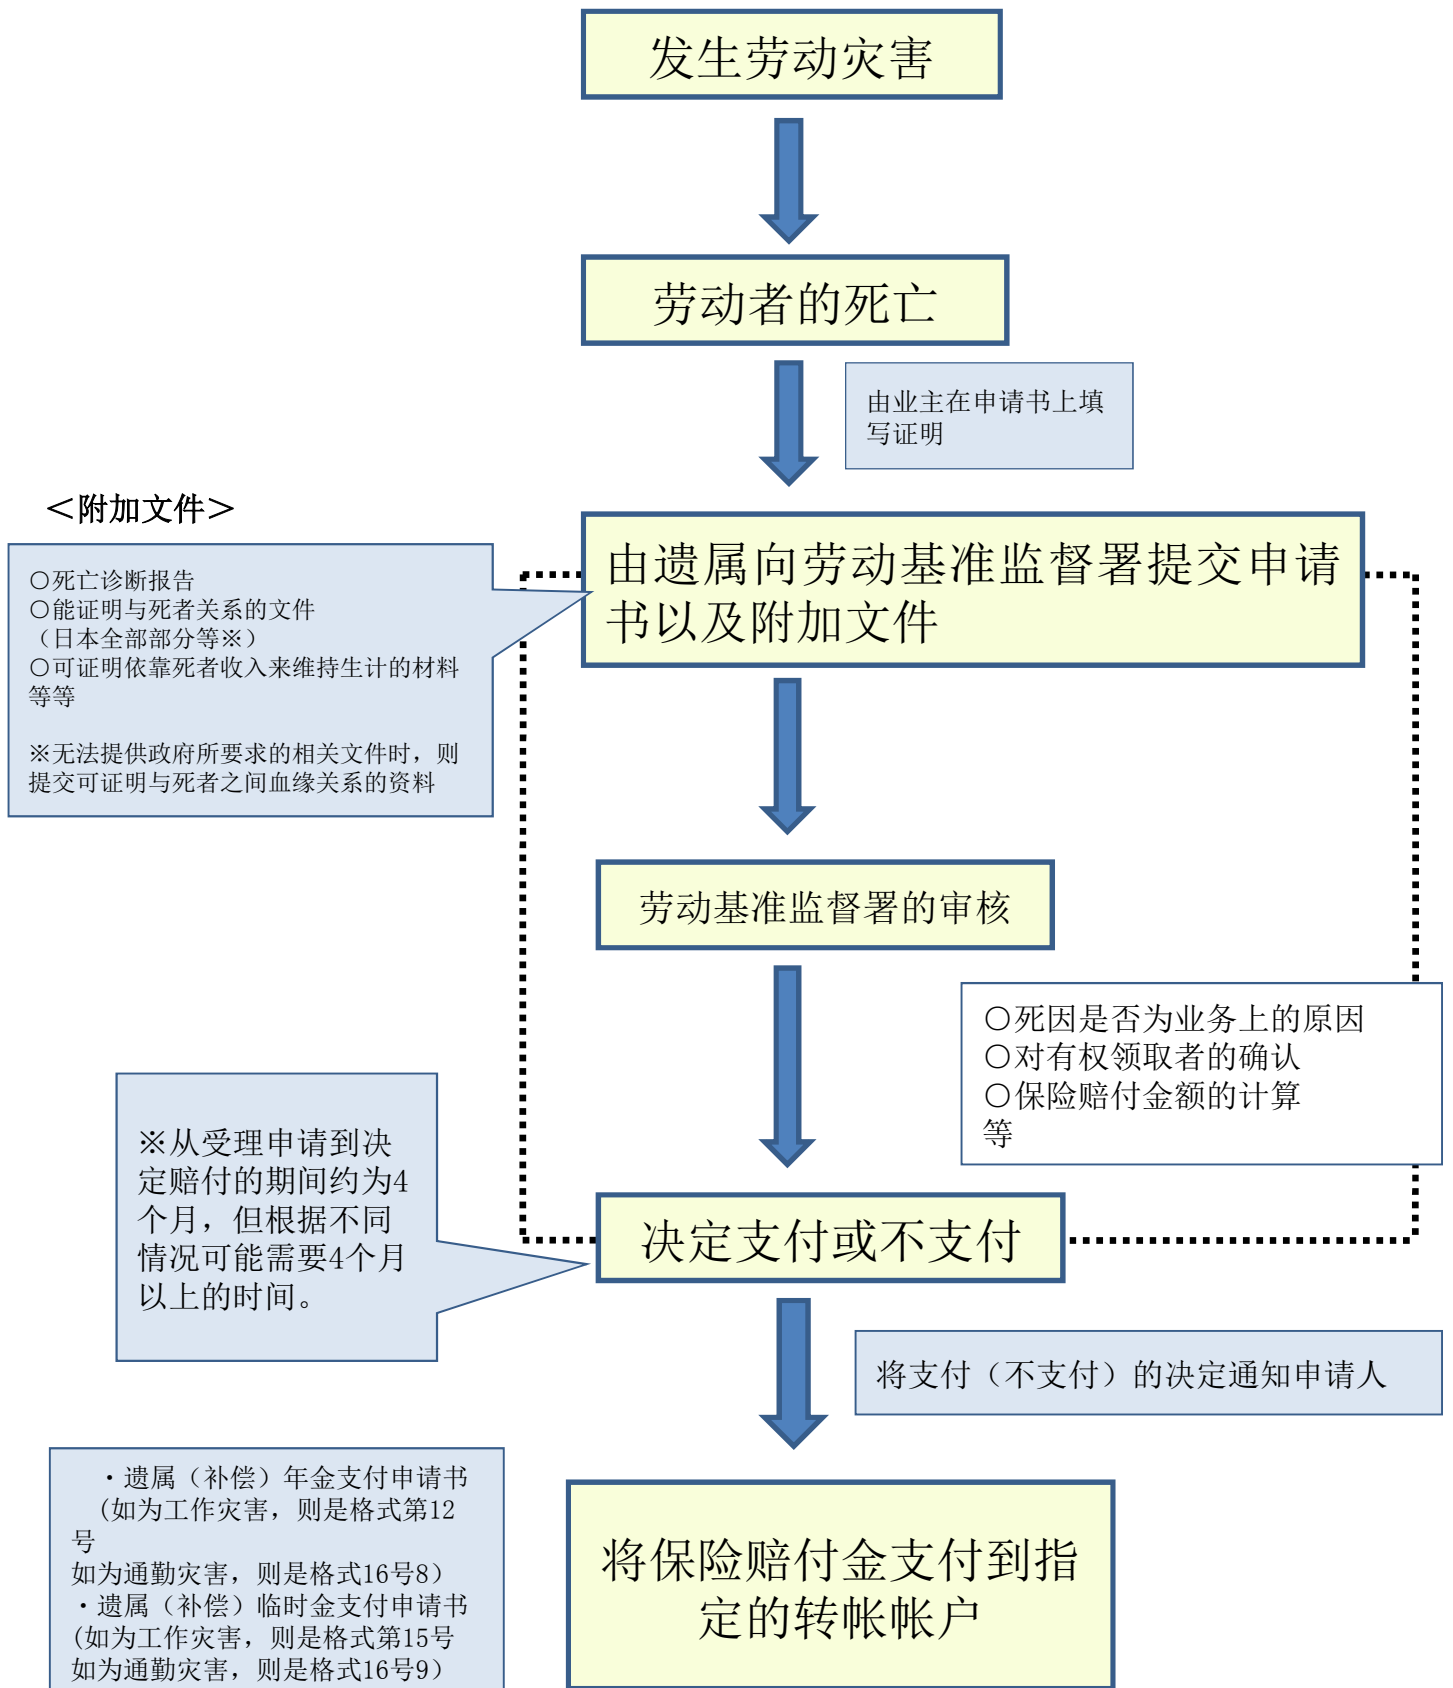 发生劳动灾害
劳动者的死亡
由业主在申请书上填
写证明
＜附加文件＞
○死亡诊断报告
○能证明与死者关系的文件
（日本全部部分等※）
○可证明依靠死者收入来维持生计的材料
等等
※无法提供政府所要求的相关文件时，则
提交可证明与死者之间血缘关系的资料
由遗属向劳动基准监督署提交申请
书以及附加文件
劳动基准监督署的审核
○死因是否为业务上的原因
○对有权领取者的确认
○保险赔付金额的计算
等
※从受理申请到决
定赔付的期间约为4
个月，但根据不同
情况可能需要4个月
以上的时间。
决定支付或不支付
将支付（不支付）的决定通知申请人
・遗属（补偿）年金支付申请书
(如为工作灾害，则是格式第12
号
如为通勤灾害，则是格式16号8）
・遗属（补偿）临时金支付申请书
(如为工作灾害，则是格式第15号
如为通勤灾害，则是格式16号9）
将保险赔付金支付到指
定的转帐帐户